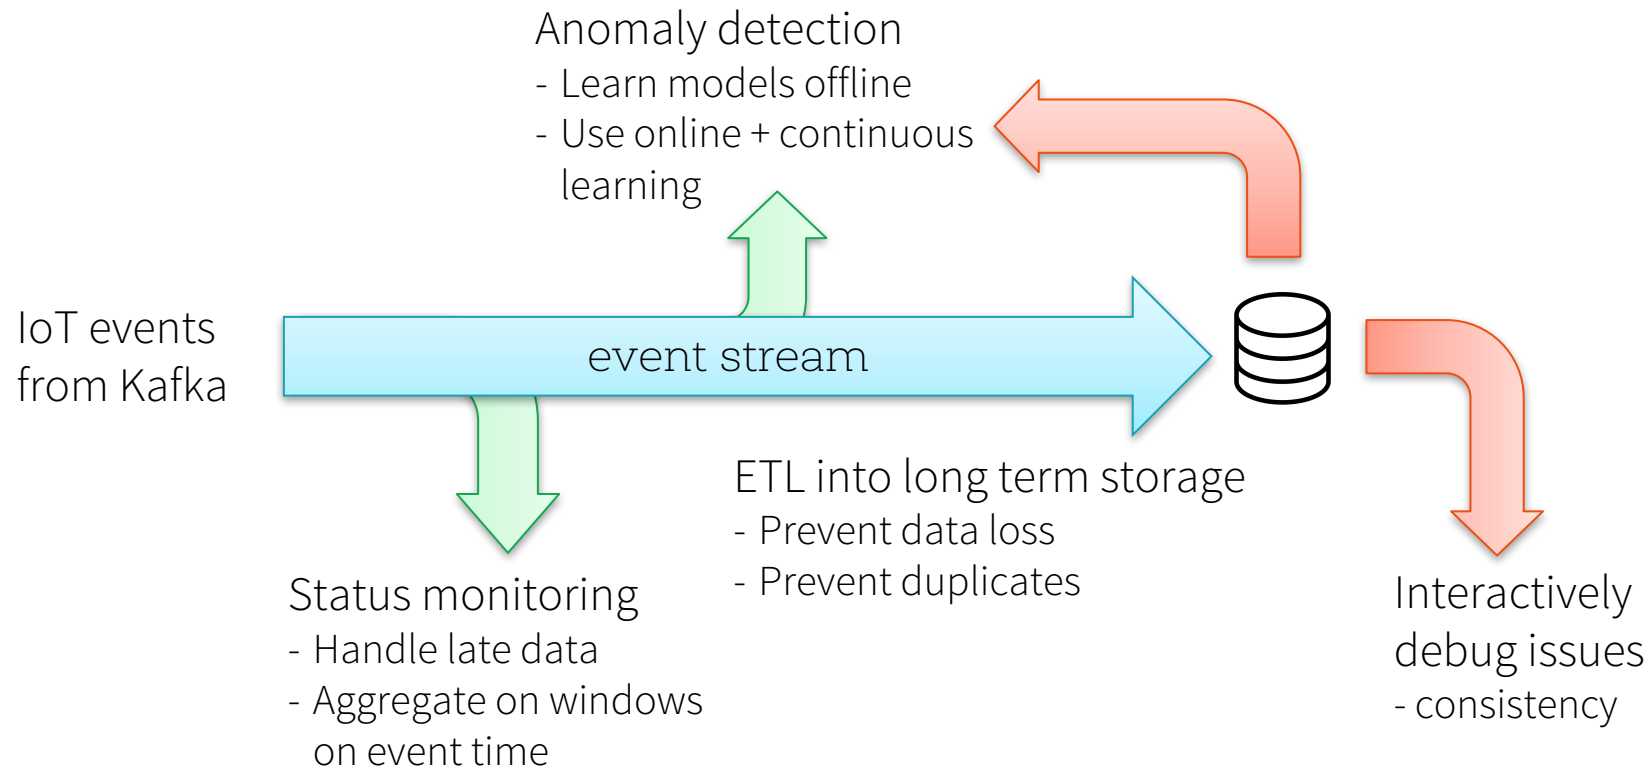 Anomaly detection
- Learn models offline
- Use online + continuous
learning
IoT events
from Kafka
event stream
ETL into long term storage
- Prevent data loss
- Prevent duplicates
Status monitoring
- Handle late data
- Aggregate on windows
on event time
Interactively
debug issues
- consistency